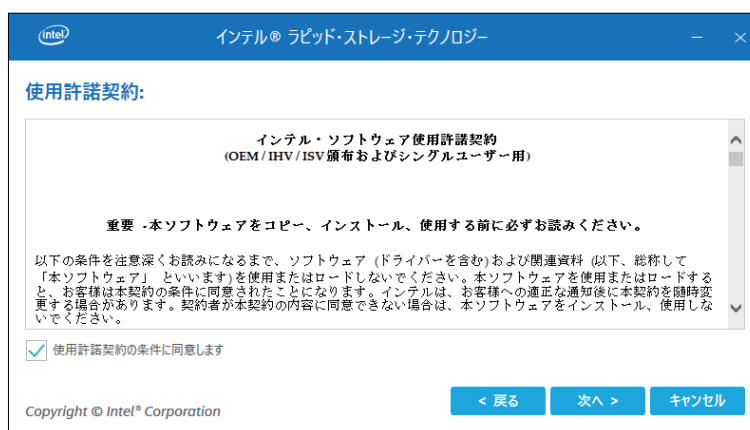 intel
インテル® ラピッド・ストレージ・テクノロジー
使用許諾契約:
インテル・ソフトウェア使用許諾契約
(OEM / IHV / ISV 頒布およびシングルユーザー用)
重要 -本ソフトウェアをコピー、インストール、使用する前に必ずお読みください。
以下の条件を注意深くお読みになるまで、ソフトウェア (ドライバーを含む) および関連資料 (以下、総称して
「本ソフトウェア」 といいます) を使用またはロードしないでください。本ソフトウェアを使用またはロードする
と、お客様は本契約の条件に同意されたことになります。インテルは、お客様への適正な通知後に本契約を随時変
更する場合があります。契約者が本契約の内容に同意できない場合は、本ソフトウェアをインストール、使用しな
いでください。
使用許諾契約の条件に同意します
< 戻る 次へ > キャンセル
Copyright © Intel® Corporation